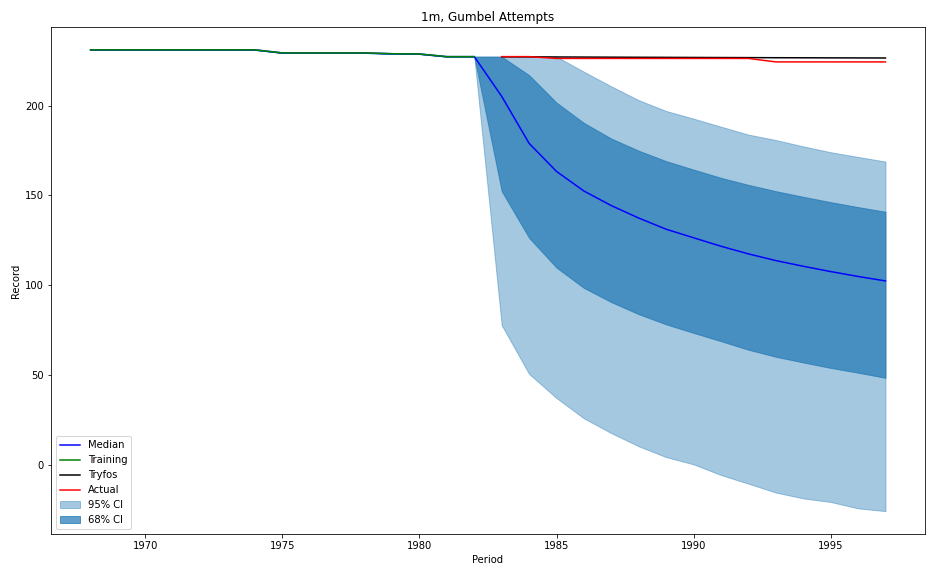 1m, Gumbel Attempts
Record
200
150
100
50
0
Median
Training
Tryfos
Actual
95% CI
68% CI
1970
1975
1980
1985
1990
1995
Period